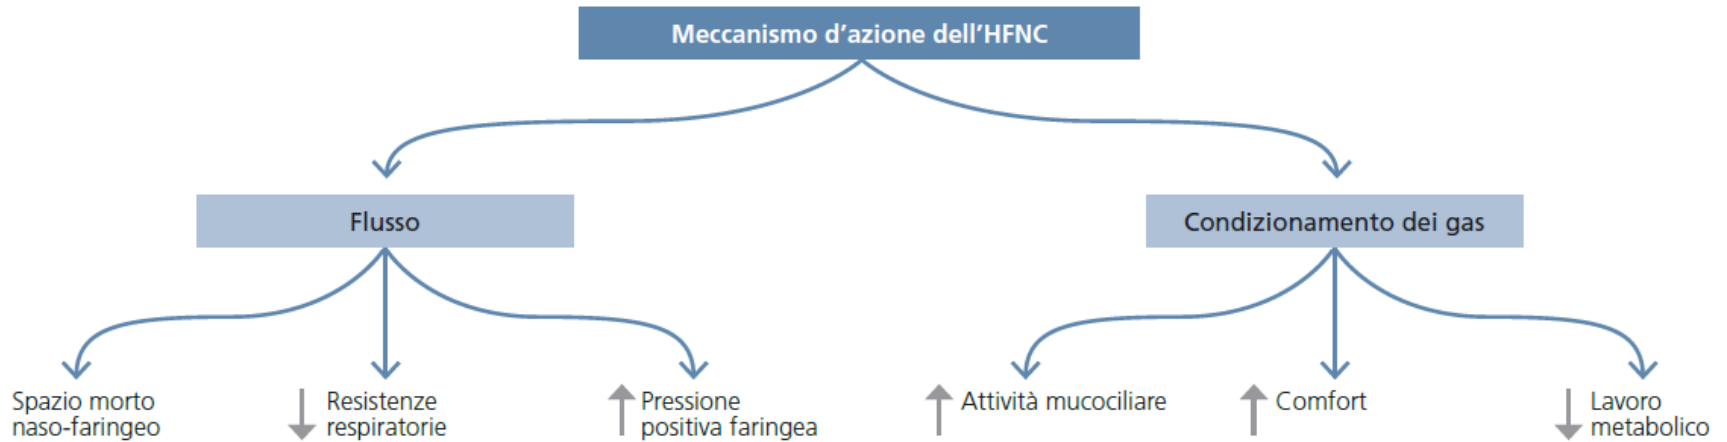 Meccanismo d'azione dell'HFNC
Flusso
Condizionamento dei gas
Spazio morto
naso-faringeo
Resistenze
respiratorie
Pressione
positiva faringea
Attività mucociliare
Comfort
Lavoro
metabolico